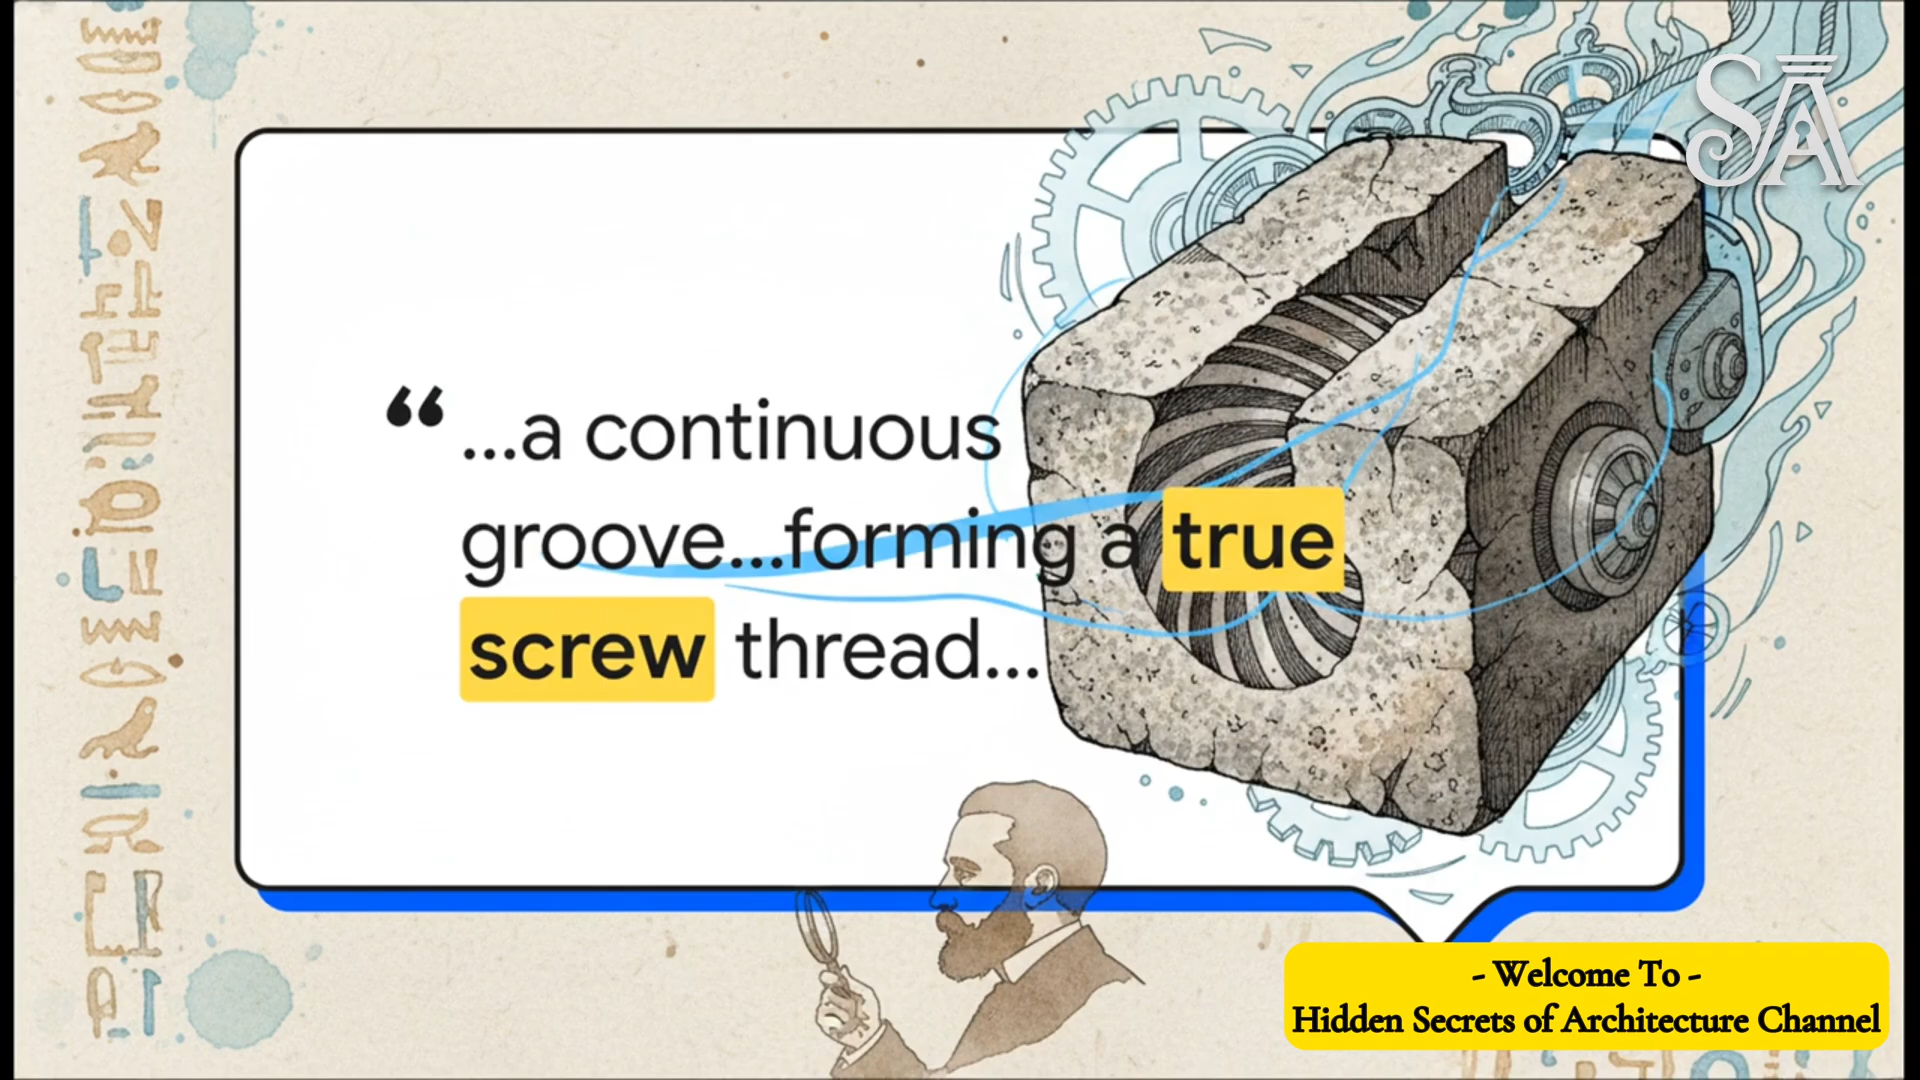 SA
“ ...a continuous
groove...forming a true
screw thread...
- Welcome To -
Hidden Secrets of Architecture Channel